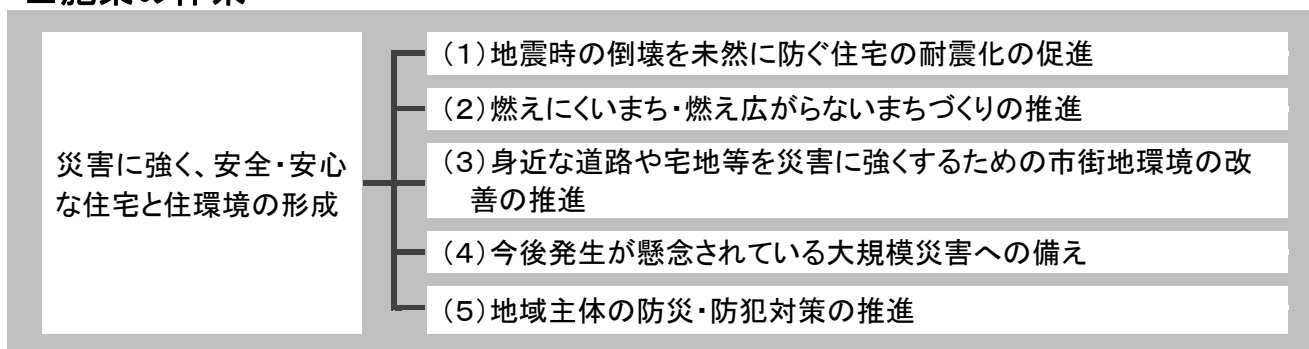 災害に強く、安全・安心
な住宅と住環境の形成
（１）地震時の倒壊を未然に防ぐ住宅の耐震化の促進
（２）燃えにくいまち・燃え広がらないまちづくりの推進
（３）身近な道路や宅地等を災害に強くするための市街地環境の改
善の推進
（４）今後発生が懸念されている大規模災害への備え
（５）地域主体の防災・防犯対策の推進